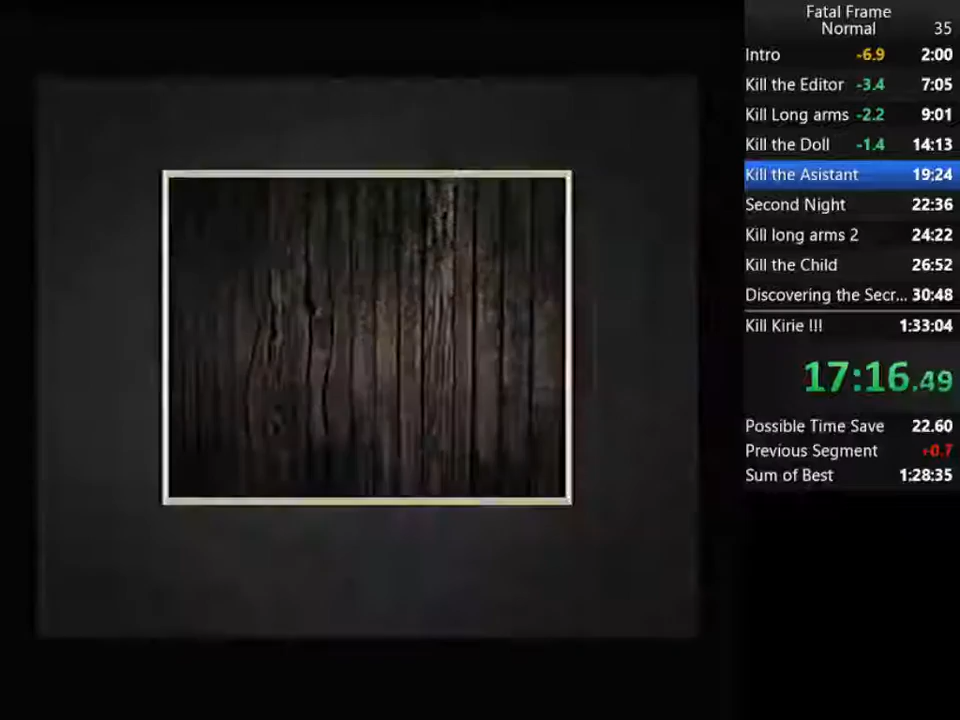 Fatal Frame
Normal 35
Intro -6.9 2:00
Kill the Editor -3.4 7:05
Kill Long arms -2.2 9:01
Kill the Doll -1.4 14:13
Kill the Asistant 19:24
Second Night 22:36
Kill long arms 2 24:22
Kill the Child 26:52
Discovering the Secr... 30:48
Kill Kirie !!! 1:33:04
17:16.49
Possible Time Save 22.60
Previous Segment +0.7
Sum of Best 1:28:35